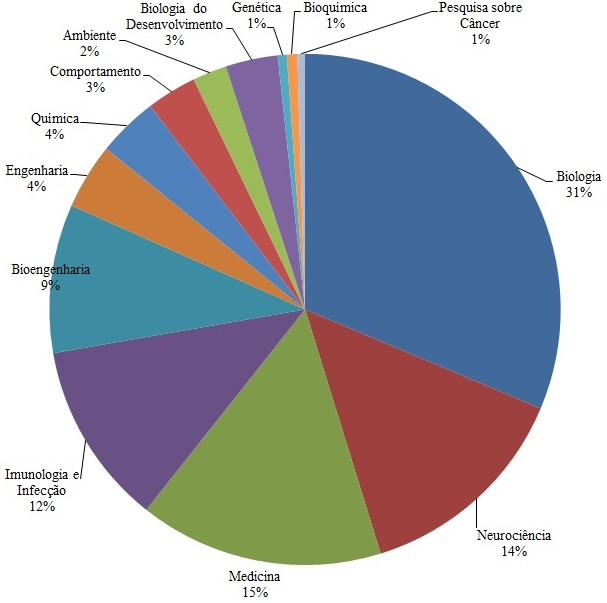 Biologia
31%
Neurociência
14%
Medicina
15%
Imunologia e
Infecção
12%
Bioengenharia
9%
Engenharia
4%
Química
4%
Comportamento
3%
Ambiente
2%
Biologia do
Desenvolvimento
3%
Genética
1%
Bioquimica
1%
Pesquisa sobre
Câncer
1%